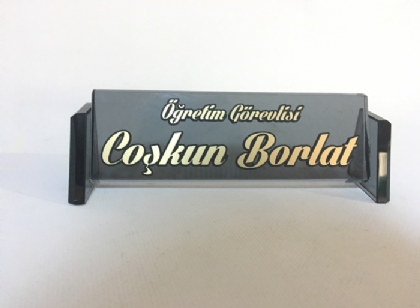 Öğretim Görevlisi
Coşkun Borlat